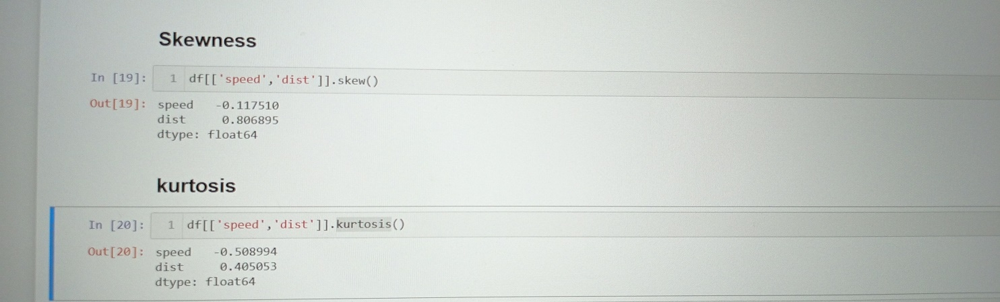 Skewness
In [19]: 1 df[['speed','dist']].skew()
Out[19]: speed -0.117510
dist 0.806895
dtype: float64
kurtosis
In [20]: 1 df[['speed','dist']].kurtosis()
Out[20]: speed -0.508994
dist 0.405053
dtype: float64